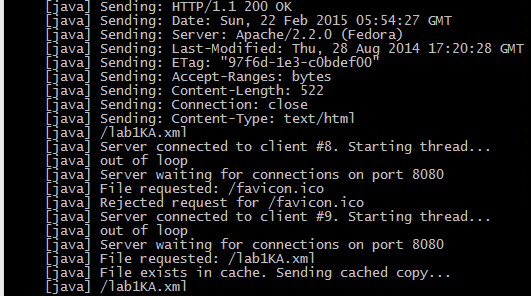 [java] Sending: HTTP/1.1 200 OK
[java] Sending: Date: Sun, 22 Feb 2015 05:54:27 GMT
[java] Sending: Server: Apache/2.2.0 (Fedora)
[java] Sending: Last-Modified: Thu, 28 Aug 2014 17:20:28 GMT
[java] Sending: ETag: "97f6d-1e3-c0bdef00"
[java] Sending: Accept-Ranges: bytes
[java] Sending: Content-Length: 522
[java] Sending: Connection: close
[java] Sending: Content-Type: text/html
[java] /lab1KA.xml
[java] Server connected to client #8. Starting thread...
[java] out of loop
[java] Server waiting for connections on port 8080
[java] File requested: /favicon.ico
[java] Rejected request for /favicon.ico
[java] Server connected to client #9. Starting thread...
[java] out of loop
[java] Server waiting for connections on port 8080
[java] File requested: /lab1KA.xml
[java] File exists in cache. Sending cached copy...
[java] /lab1KA.xml